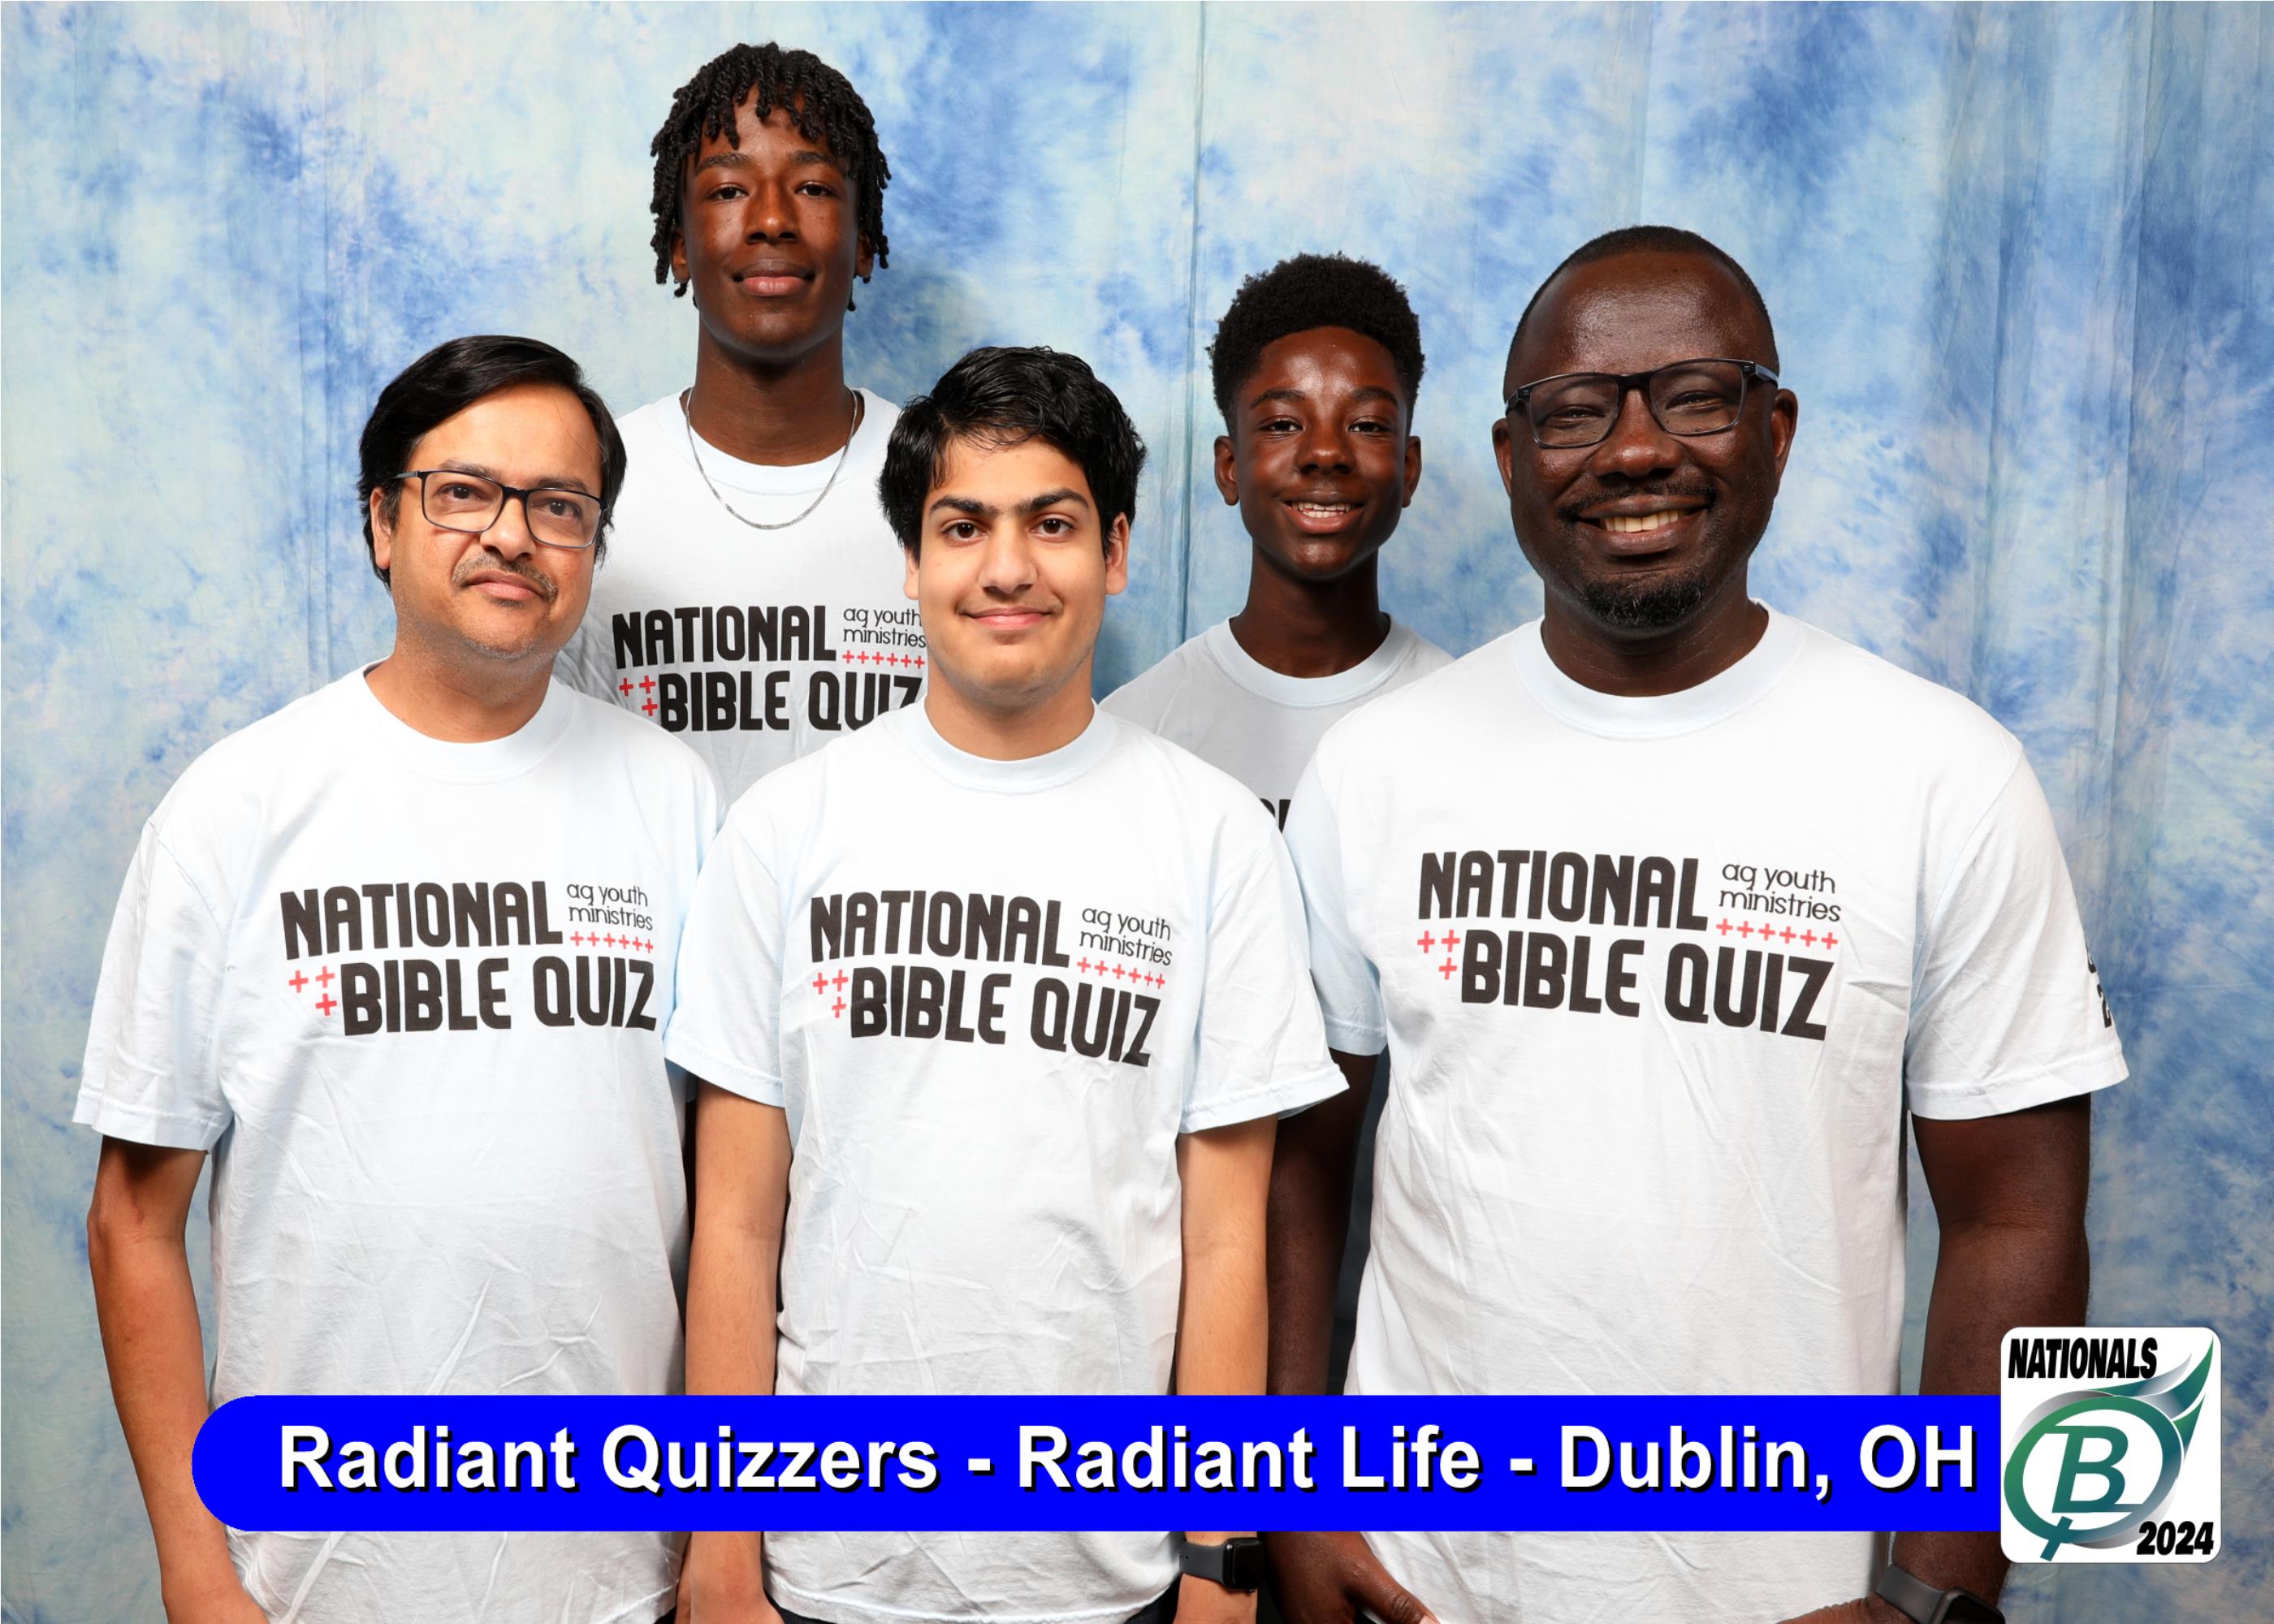 NATIONAL ag youth
ministries
++++++
++ BIBLE QUIZ
+
NATIONAL ag youth
ministries
++++++
++ BIBLE QUIZ
+
NATIONAL ag youth
ministries
++++++
++ BIBLE QUIZ
+
NATIONAL ag youth
ministries
++++++
++ BIBLE QUIZ
+
Radiant Quizzers - Radiant Life - Dublin, OH
NATIONALS
BQ
2024